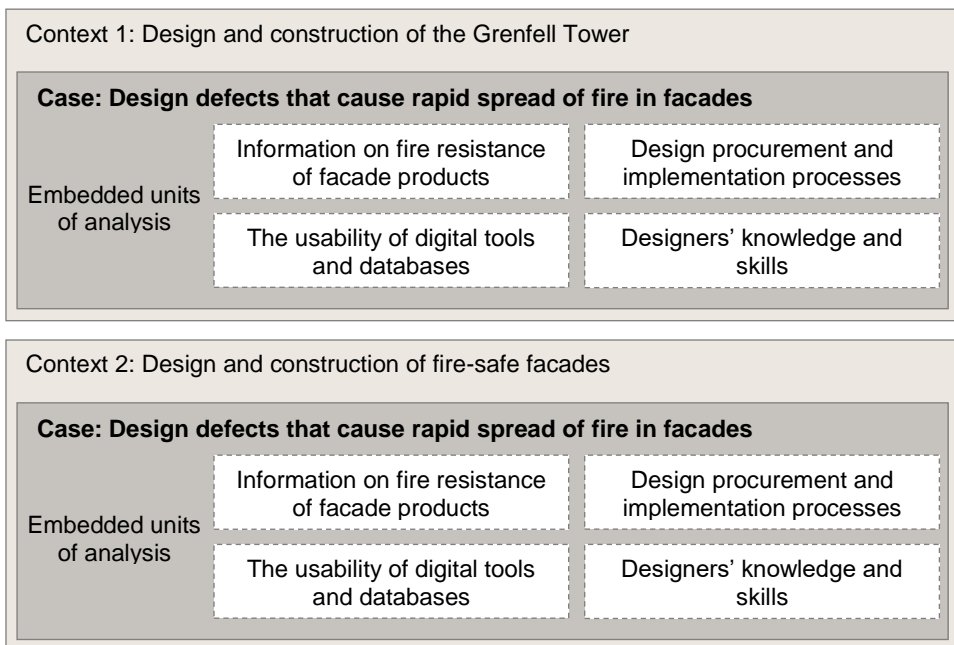 Context 1: Design and construction of the Grenfell Tower
Case: Design defects that cause rapid spread of fire in facades
Embedded units
of analysis
Information on fire resistance
of facade products
Design procurement and
implementation processes
The usability of digital tools
and databases
Designers’ knowledge and
skills
Context 2: Design and construction of fire-safe facades
Case: Design defects that cause rapid spread of fire in facades
Embedded units
of analysis
Information on fire resistance
of facade products
Design procurement and
implementation processes
The usability of digital tools
and databases
Designers’ knowledge and
skills